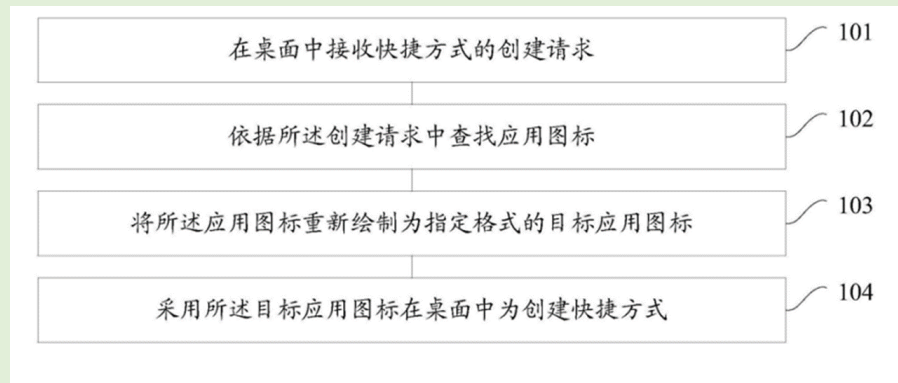 在桌面中接收快捷方式的创建请求
101
依据所述创建请求中查找应用图标
102
将所述应用图标重新绘制为指定格式的目标应用图标
103
采用所述目标应用图标在桌面中为创建快捷方式
104